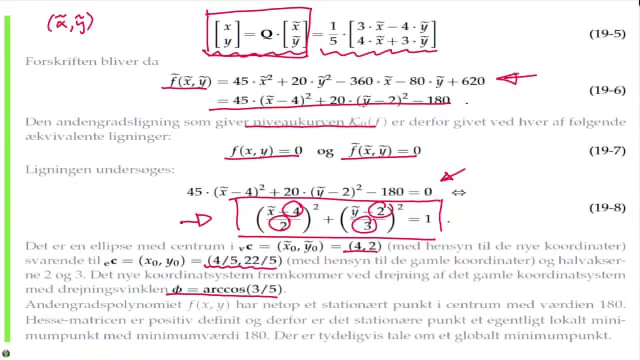 (x̃, ỹ)
[x y] = Q · [x̃ ỹ] = 1/5 · [3 · x̃ − 4 · ỹ 4 · x̃ + 3 · ỹ] (19-5)
Forskriften bliver da
f̃(x̃, ỹ) = 45 · x̃² + 20 · ỹ² − 360 · x̃ − 80 · ỹ + 620
= 45 · (x̃ − 4)² + 20 · (ỹ − 2)² − 180 . (19-6)
Den andengradsligning som giver niveaukurven K₀(f) er derfor givet ved hver af følgende
ækvivalente ligninger:
f(x, y) = 0 og f̃(x̃, ỹ) = 0 (19-7)
Ligningen undersøges:
45 · (x̃ − 4)² + 20 · (ỹ − 2)² − 180 = 0 ⇔
((x̃ − 4)/2)² + ((ỹ − 2)/3)² = 1 . (19-8)
Det er en ellipse med centrum i ᵥc = (x̃₀, ỹ₀) = (4, 2) (med hensyn til de nye koordinater)
svarende til ₑc = (x₀, y₀) = (4/5, 22/5) (med hensyn til de gamle koordinater) og halvakser-
ne 2 og 3. Det nye koordinatsystem fremkommer ved drejning af det gamle koordinatsystem
med drejningsvinklen ϕ = arccos(3/5).
Andengradspolynomiet f(x, y) har netop et stationært punkt i centrum med værdien 180.
Hesse-matricen er positiv definit og derfor er det stationære punkt et egentligt lokalt mini-
mumpunkt med minimumværdi 180. Der er tydeligvis tale om et globalt minimumpunkt.